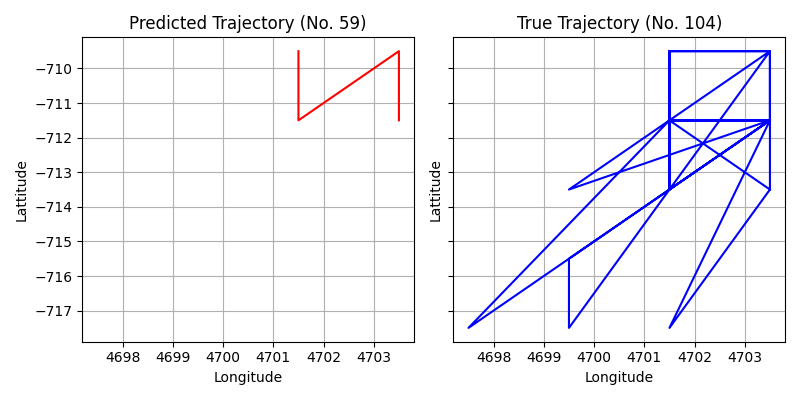 Predicted Trajectory (No. 59)
True Trajectory (No. 104)
Lattitude
−710
−711
−712
−713
−714
−715
−716
−717
4698 4699 4700 4701 4702 4703
Longitude
Lattitude
4698 4699 4700 4701 4702 4703
Longitude